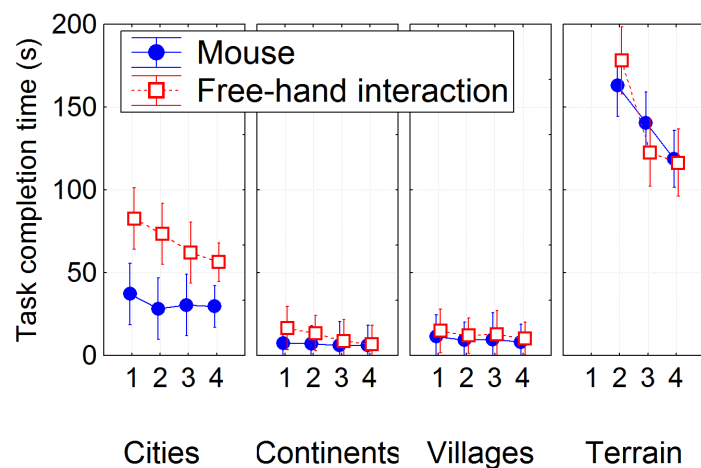 Task completion time (s)
200
150
100
50
0
Mouse
Free-hand interaction
1 2 3 4
1 2 3 4
1 2 3 4
1 2 3 4
Cities
Continents
Villages
Terrain